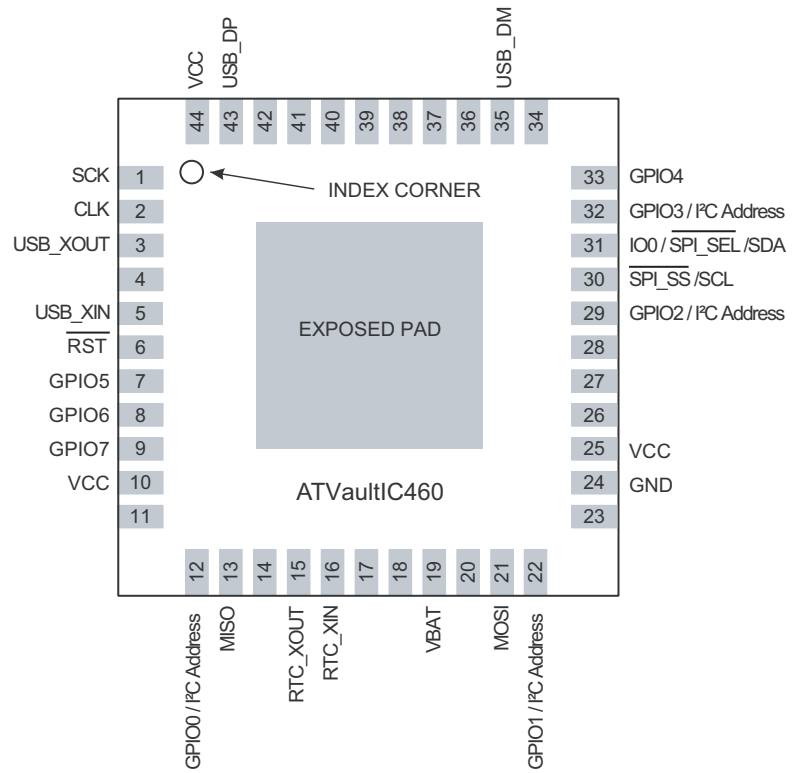 VCC
USB_DP
USB_DM
44
43
42
41
40
39
38
37
36
35
34
SCK 1
CLK 2
USB_XOUT 3
4
USB_XIN 5
RST 6
GPIO5 7
GPIO6 8
GPIO7 9
VCC 10
11
INDEX CORNER
EXPOSED PAD
ATVaultIC460
33 GPIO4
32 GPIO3 / I²C Address
31 IO0 / SPI_SEL /SDA
30 SPI_SS /SCL
29 GPIO2 / I²C Address
28
27
26
25 VCC
24 GND
23
12
13
14
15
16
17
18
19
20
21
22
GPIO0 / I²C Address
MISO
RTC_XOUT
RTC_XIN
VBAT
MOSI
GPIO1 / I²C Address